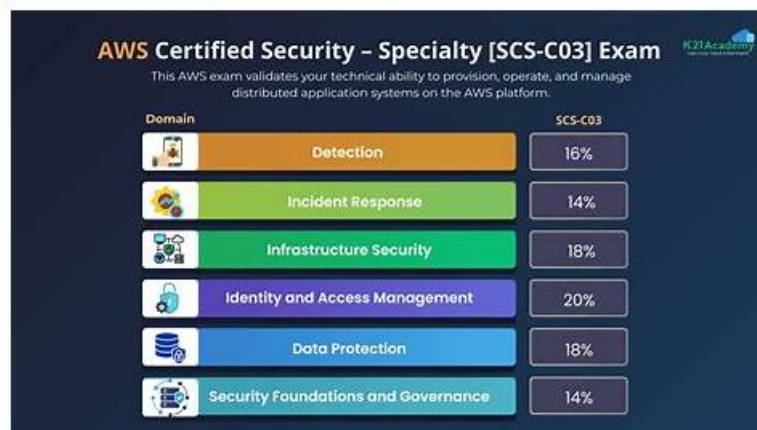 AWS Certified Security – Specialty [SCS-C03] Exam
K21Academy
This AWS exam validates your technical ability to provision, operate, and manage
distributed application systems on the AWS platform.
Domain SCS-C03
Detection 16%
Incident Response 14%
Infrastructure Security 18%
Identity and Access Management 20%
Data Protection 18%
Security Foundations and Governance 14%